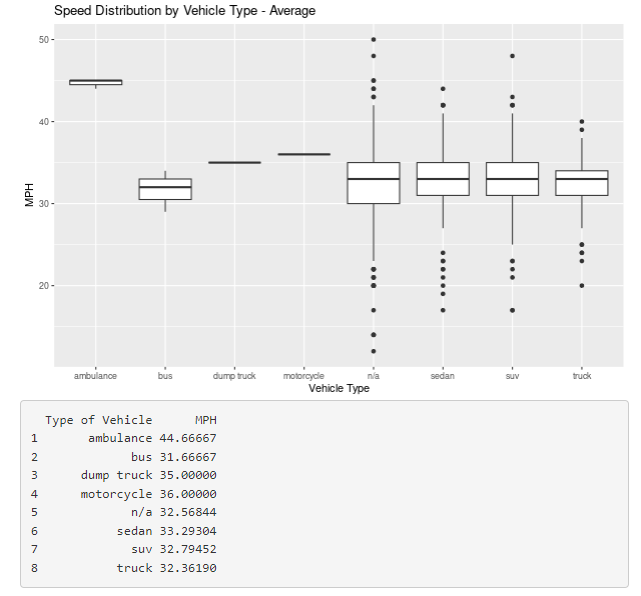 Speed Distribution by Vehicle Type - Average
50
40
30
20
MPH
ambulance bus dump truck motorcycle n/a sedan suv truck
Vehicle Type
Type of Vehicle MPH
1 ambulance 44.66667
2 bus 31.66667
3 dump truck 35.00000
4 motorcycle 36.00000
5 n/a 32.56844
6 sedan 33.29304
7 suv 32.79452
8 truck 32.36190